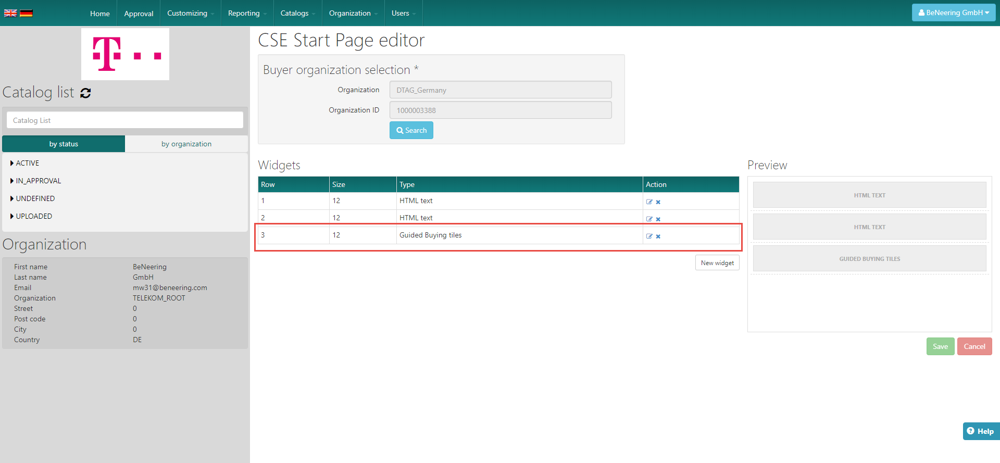 Home Approval Customizing Reporting Catalogs Organization Users BeNeering GmbH
T
Catalog list
Catalog List
by status by organization
ACTIVE
IN_APPROVAL
UNDEFINED
UPLOADED
Organization
First name BeNeering
Last name GmbH
Email mw31@beneering.com
Organization TELEKOM_ROOT
Street 0
Post code 0
City 0
Country DE
CSE Start Page editor
Buyer organization selection *
Organization DTAG_Germany
Organization ID 1000003388
Search
Widgets
Row Size Type Action
1 12 HTML text
2 12 HTML text
3 12 Guided Buying tiles
New widget
Preview
HTML TEXT
HTML TEXT
GUIDED BUYING TILES
Save Cancel
Help